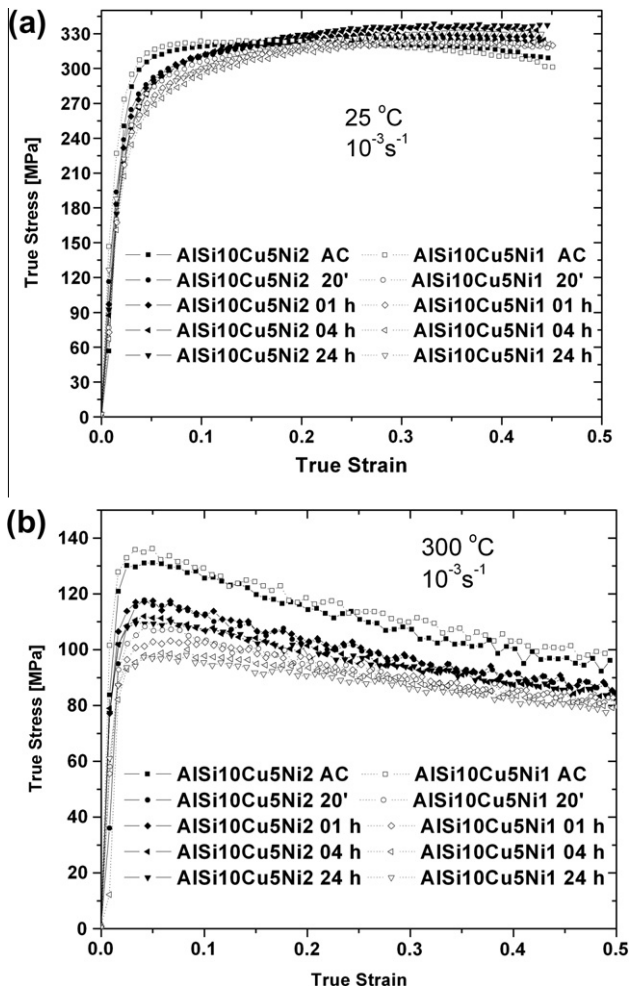 (a)
330
300
270
240
210
180
150
120
90
60
30
0
True Stress [MPa]
25 °C
10⁻³s⁻¹
AlSi10Cu5Ni2 AC
AlSi10Cu5Ni1 AC
AlSi10Cu5Ni2 20'
AlSi10Cu5Ni1 20'
AlSi10Cu5Ni2 01 h
AlSi10Cu5Ni1 01 h
AlSi10Cu5Ni2 04 h
AlSi10Cu5Ni1 04 h
AlSi10Cu5Ni2 24 h
AlSi10Cu5Ni1 24 h
0.0 0.1 0.2 0.3 0.4 0.5
True Strain
(b)
140
120
100
80
60
40
20
0
True Stress [MPa]
300 °C
10⁻³s⁻¹
AlSi10Cu5Ni2 AC
AlSi10Cu5Ni1 AC
AlSi10Cu5Ni2 20'
AlSi10Cu5Ni1 20'
AlSi10Cu5Ni2 01 h
AlSi10Cu5Ni1 01 h
AlSi10Cu5Ni2 04 h
AlSi10Cu5Ni1 04 h
AlSi10Cu5Ni2 24 h
AlSi10Cu5Ni1 24 h
0.0 0.1 0.2 0.3 0.4 0.5
True Strain